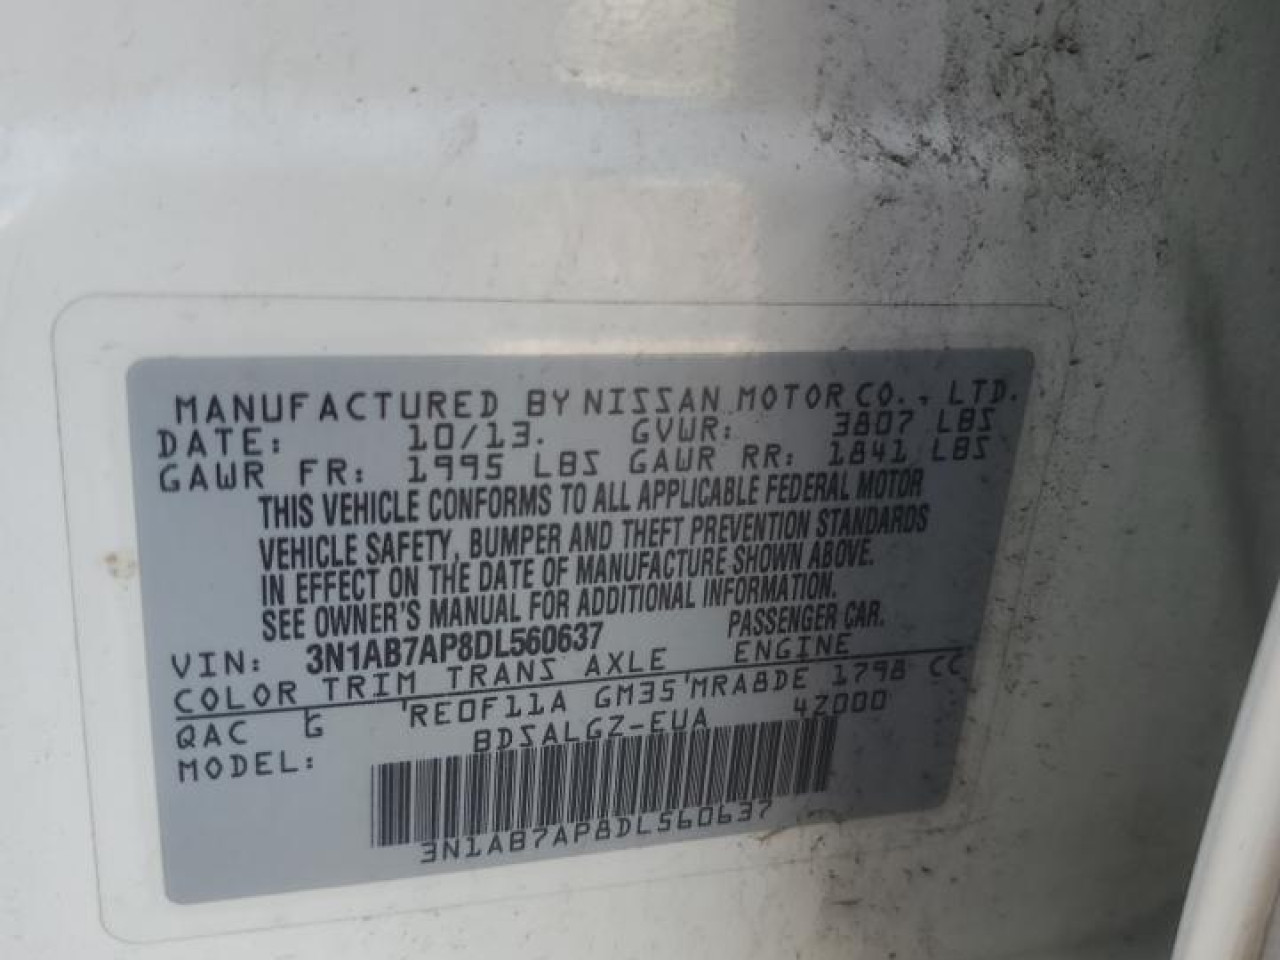 MANUFACTURED BY NISSAN MOTOR CO., LTD.
DATE: 10/13. GVWR: 3807 LBS
GAWR FR: 1995 LBS GAWR RR: 1841 LBS
THIS VEHICLE CONFORMS TO ALL APPLICABLE FEDERAL MOTOR
VEHICLE SAFETY, BUMPER AND THEFT PREVENTION STANDARDS
IN EFFECT ON THE DATE OF MANUFACTURE SHOWN ABOVE.
SEE OWNER'S MANUAL FOR ADDITIONAL INFORMATION.
VIN: 3N1AB7AP8DL560637 PASSENGER CAR.
COLOR TRIM TRANS AXLE ENGINE
QAC G RE0F11A GM35 MRA8DE 1798 CC
MODEL: BDSALGZ-EUA 4Z000
3N1AB7AP8DL560637